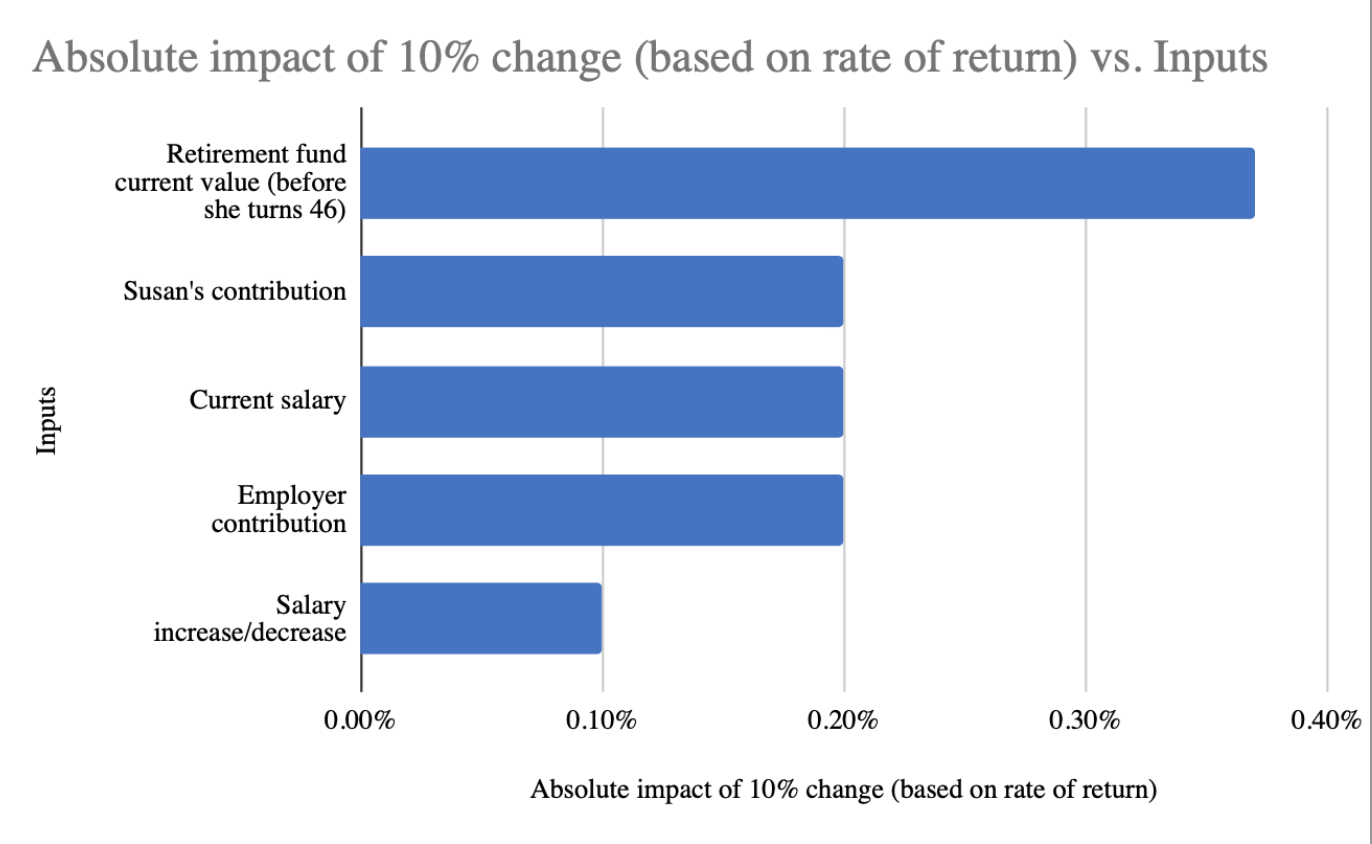 Absolute impact of 10% change (based on rate of return) vs. Inputs
Retirement fund
current value (before
she turns 46)
Susan's contribution
Current salary
Employer
contribution
Salary
increase/decrease
Inputs
0.00%
0.10%
0.20%
0.30%
0.40%
Absolute impact of 10% change (based on rate of return)